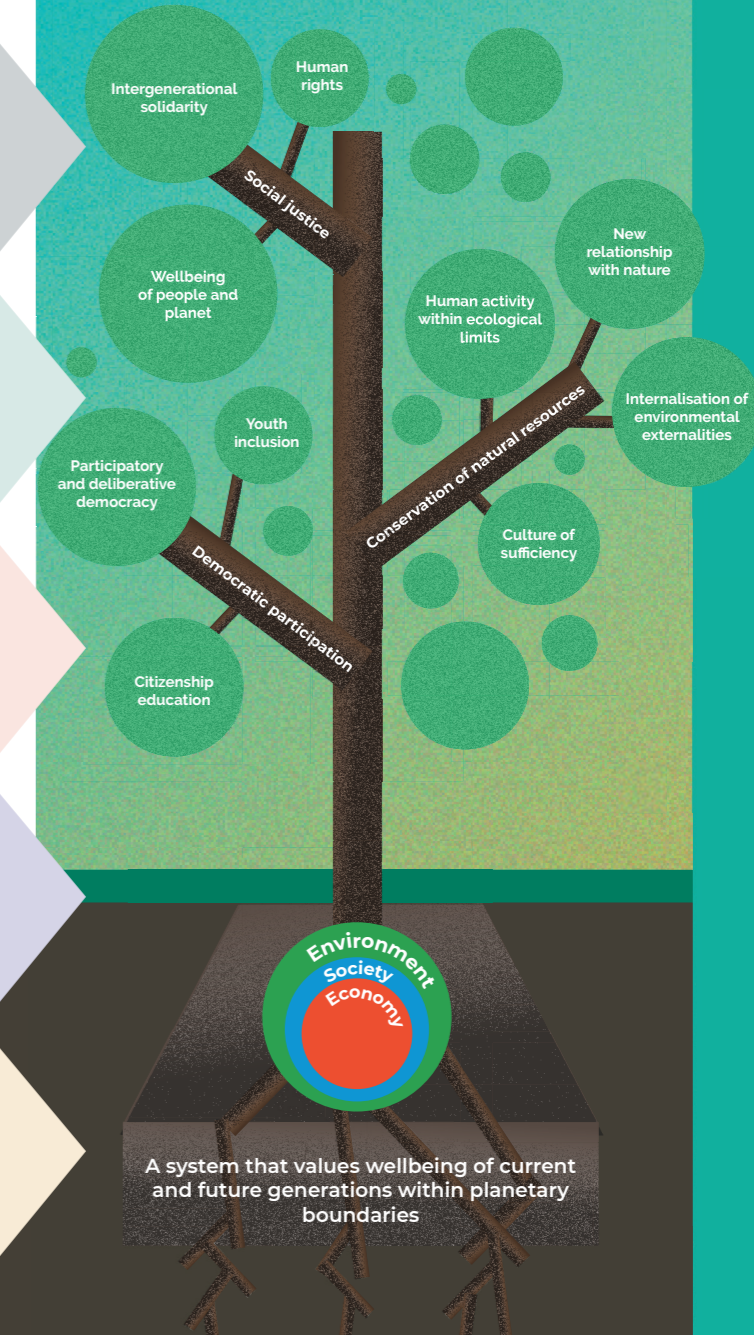 Intergenerational
solidarity
Human
rights
Social justice
Wellbeing
of people and
planet
New
relationship
with nature
Human activity
within ecological
limits
Internalisation of
environmental
externalities
Conservation of natural resources
Culture of
sufficiency
Youth
inclusion
Participatory
and deliberative
democracy
Democratic participation
Citizenship
education
Environment
Society
Economy
A system that values wellbeing of current
and future generations within planetary
boundaries